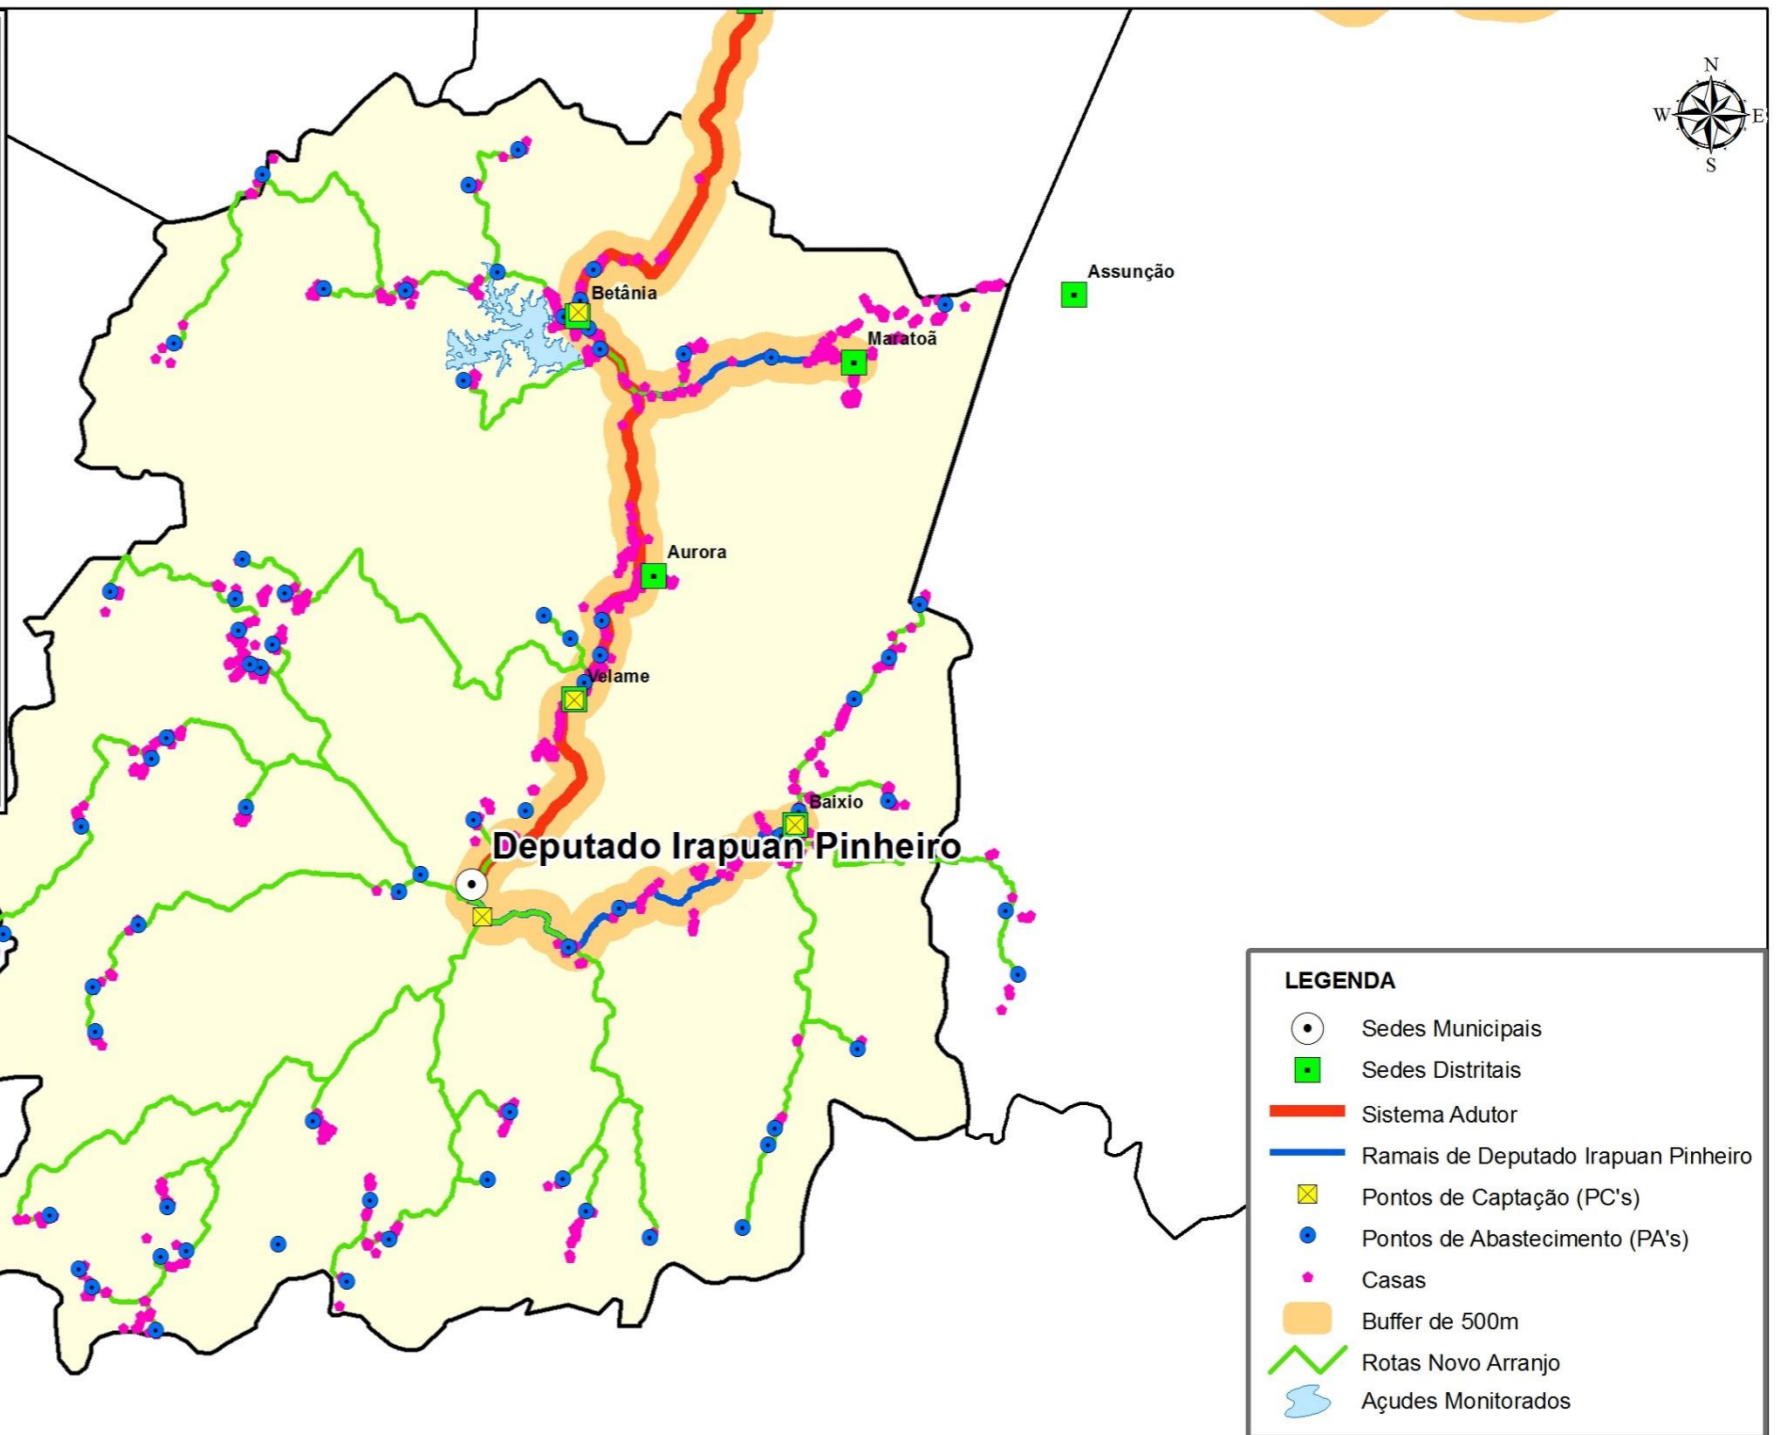 N
W E
S
Assunção
Betânia
Maratoã
Aurora
Velame
Baixio
Deputado Irapuan Pinheiro
LEGENDA
Sedes Municipais
Sedes Distritais
Sistema Adutor
Ramais de Deputado Irapuan Pinheiro
Pontos de Captação (PC's)
Pontos de Abastecimento (PA's)
Casas
Buffer de 500m
Rotas Novo Arranjo
Açudes Monitorados